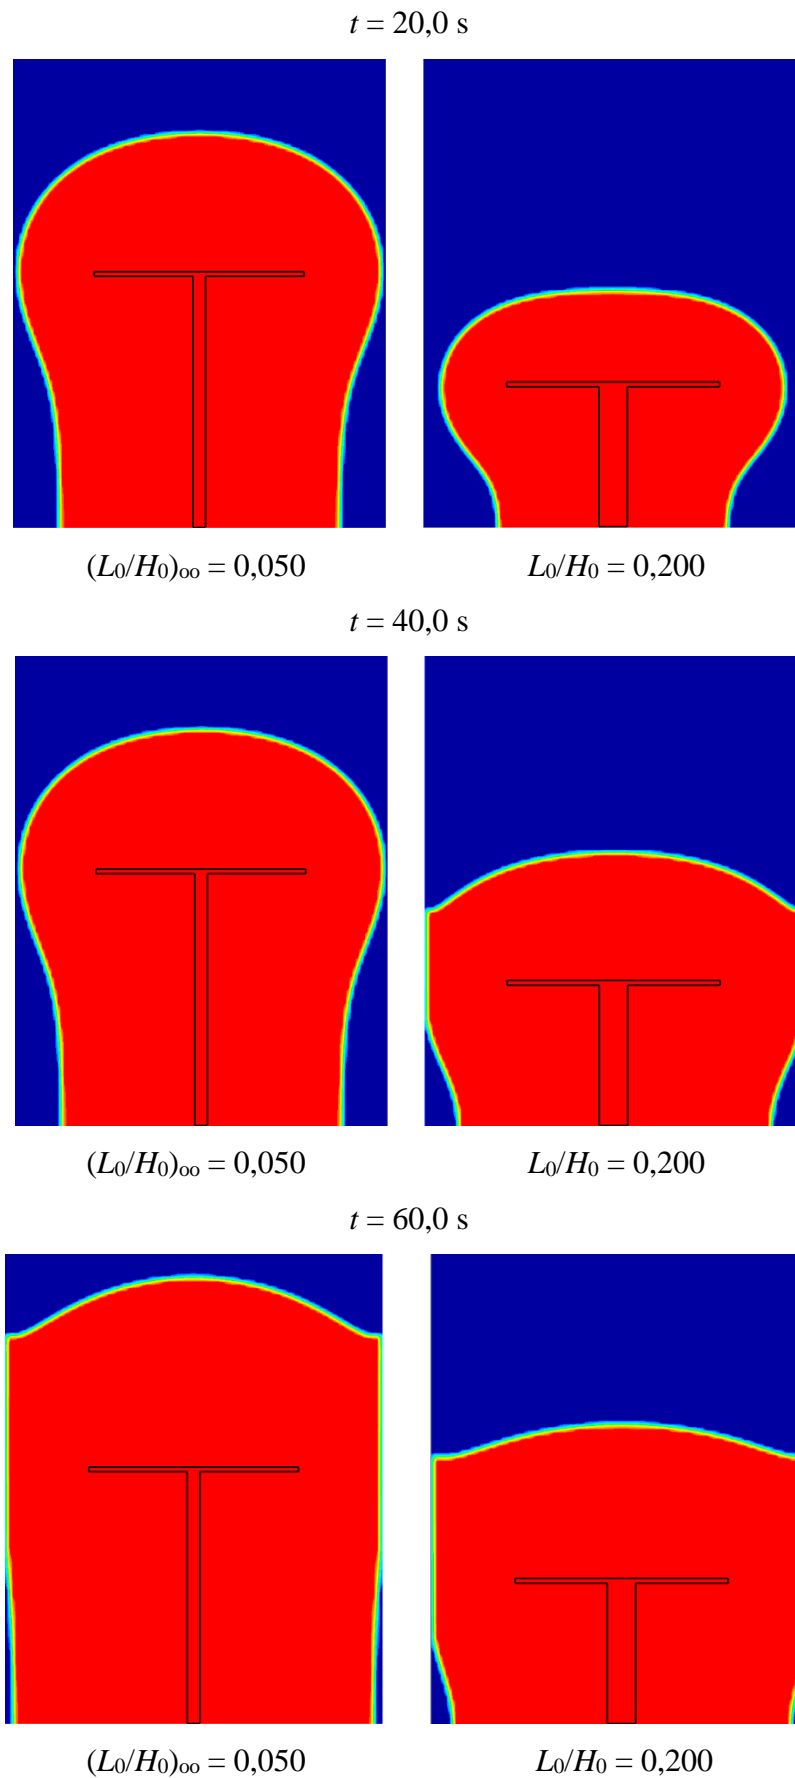 t = 20,0 s
(L₀/H₀)ₒₒ = 0,050 L₀/H₀ = 0,200
t = 40,0 s
(L₀/H₀)ₒₒ = 0,050 L₀/H₀ = 0,200
t = 60,0 s
(L₀/H₀)ₒₒ = 0,050 L₀/H₀ = 0,200